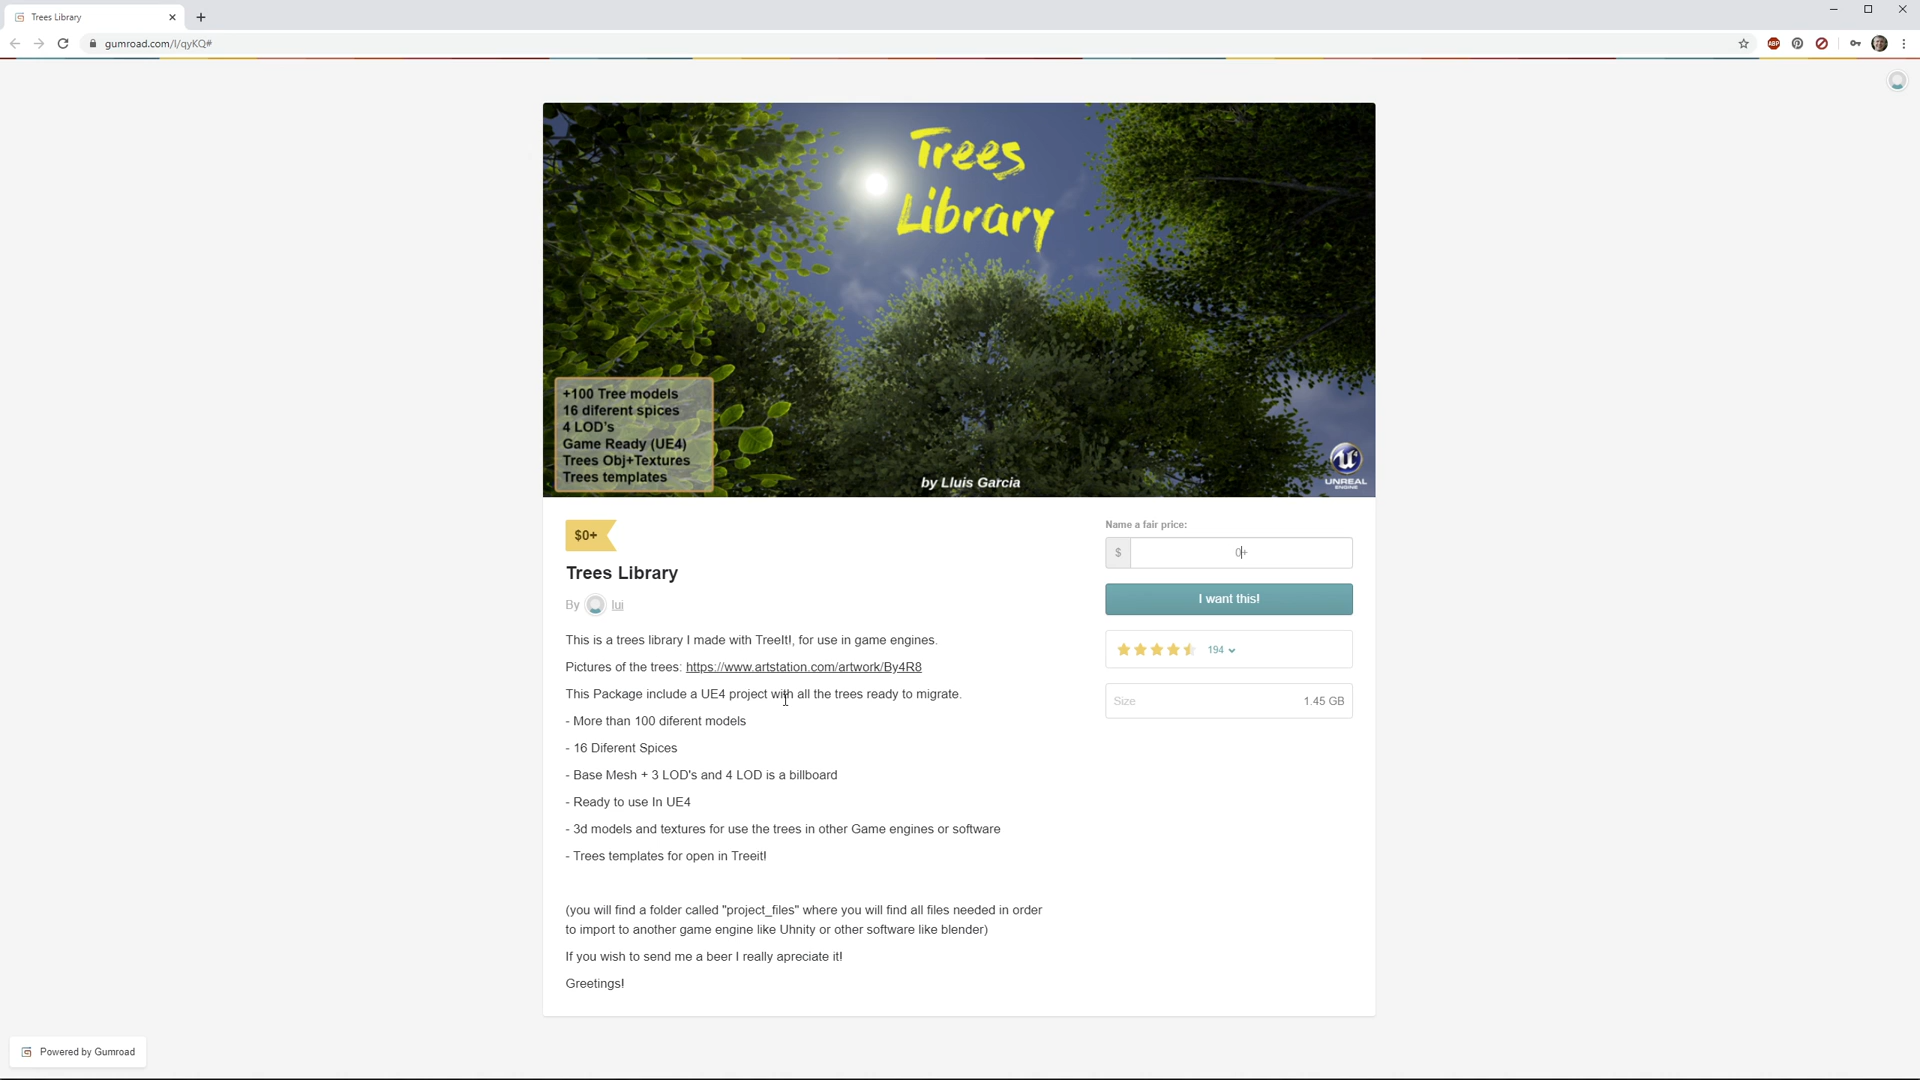 Trees Library
gumroad.com/l/qyKQ#
ABP
Trees
Library
+100 Tree models
16 diferent spices
4 LOD's
Game Ready (UE4)
Trees Obj+Textures
Trees templates
by Lluis Garcia
UNREAL
ENGINE
$0+
Name a fair price:
$ 0+
Trees Library
I want this!
By lui
This is a trees library I made with TreeIt!, for use in game engines.
194
Pictures of the trees: https://www.artstation.com/artwork/By4R8
This Package include a UE4 project with all the trees ready to migrate.
Size 1.45 GB
- More than 100 diferent models
- 16 Diferent Spices
- Base Mesh + 3 LOD's and 4 LOD is a billboard
- Ready to use In UE4
- 3d models and textures for use the trees in other Game engines or software
- Trees templates for open in Treeit!
(you will find a folder called "project_files" where you will find all files needed in order
to import to another game engine like Uhnity or other software like blender)
If you wish to send me a beer I really apreciate it!
Greetings!
Powered by Gumroad